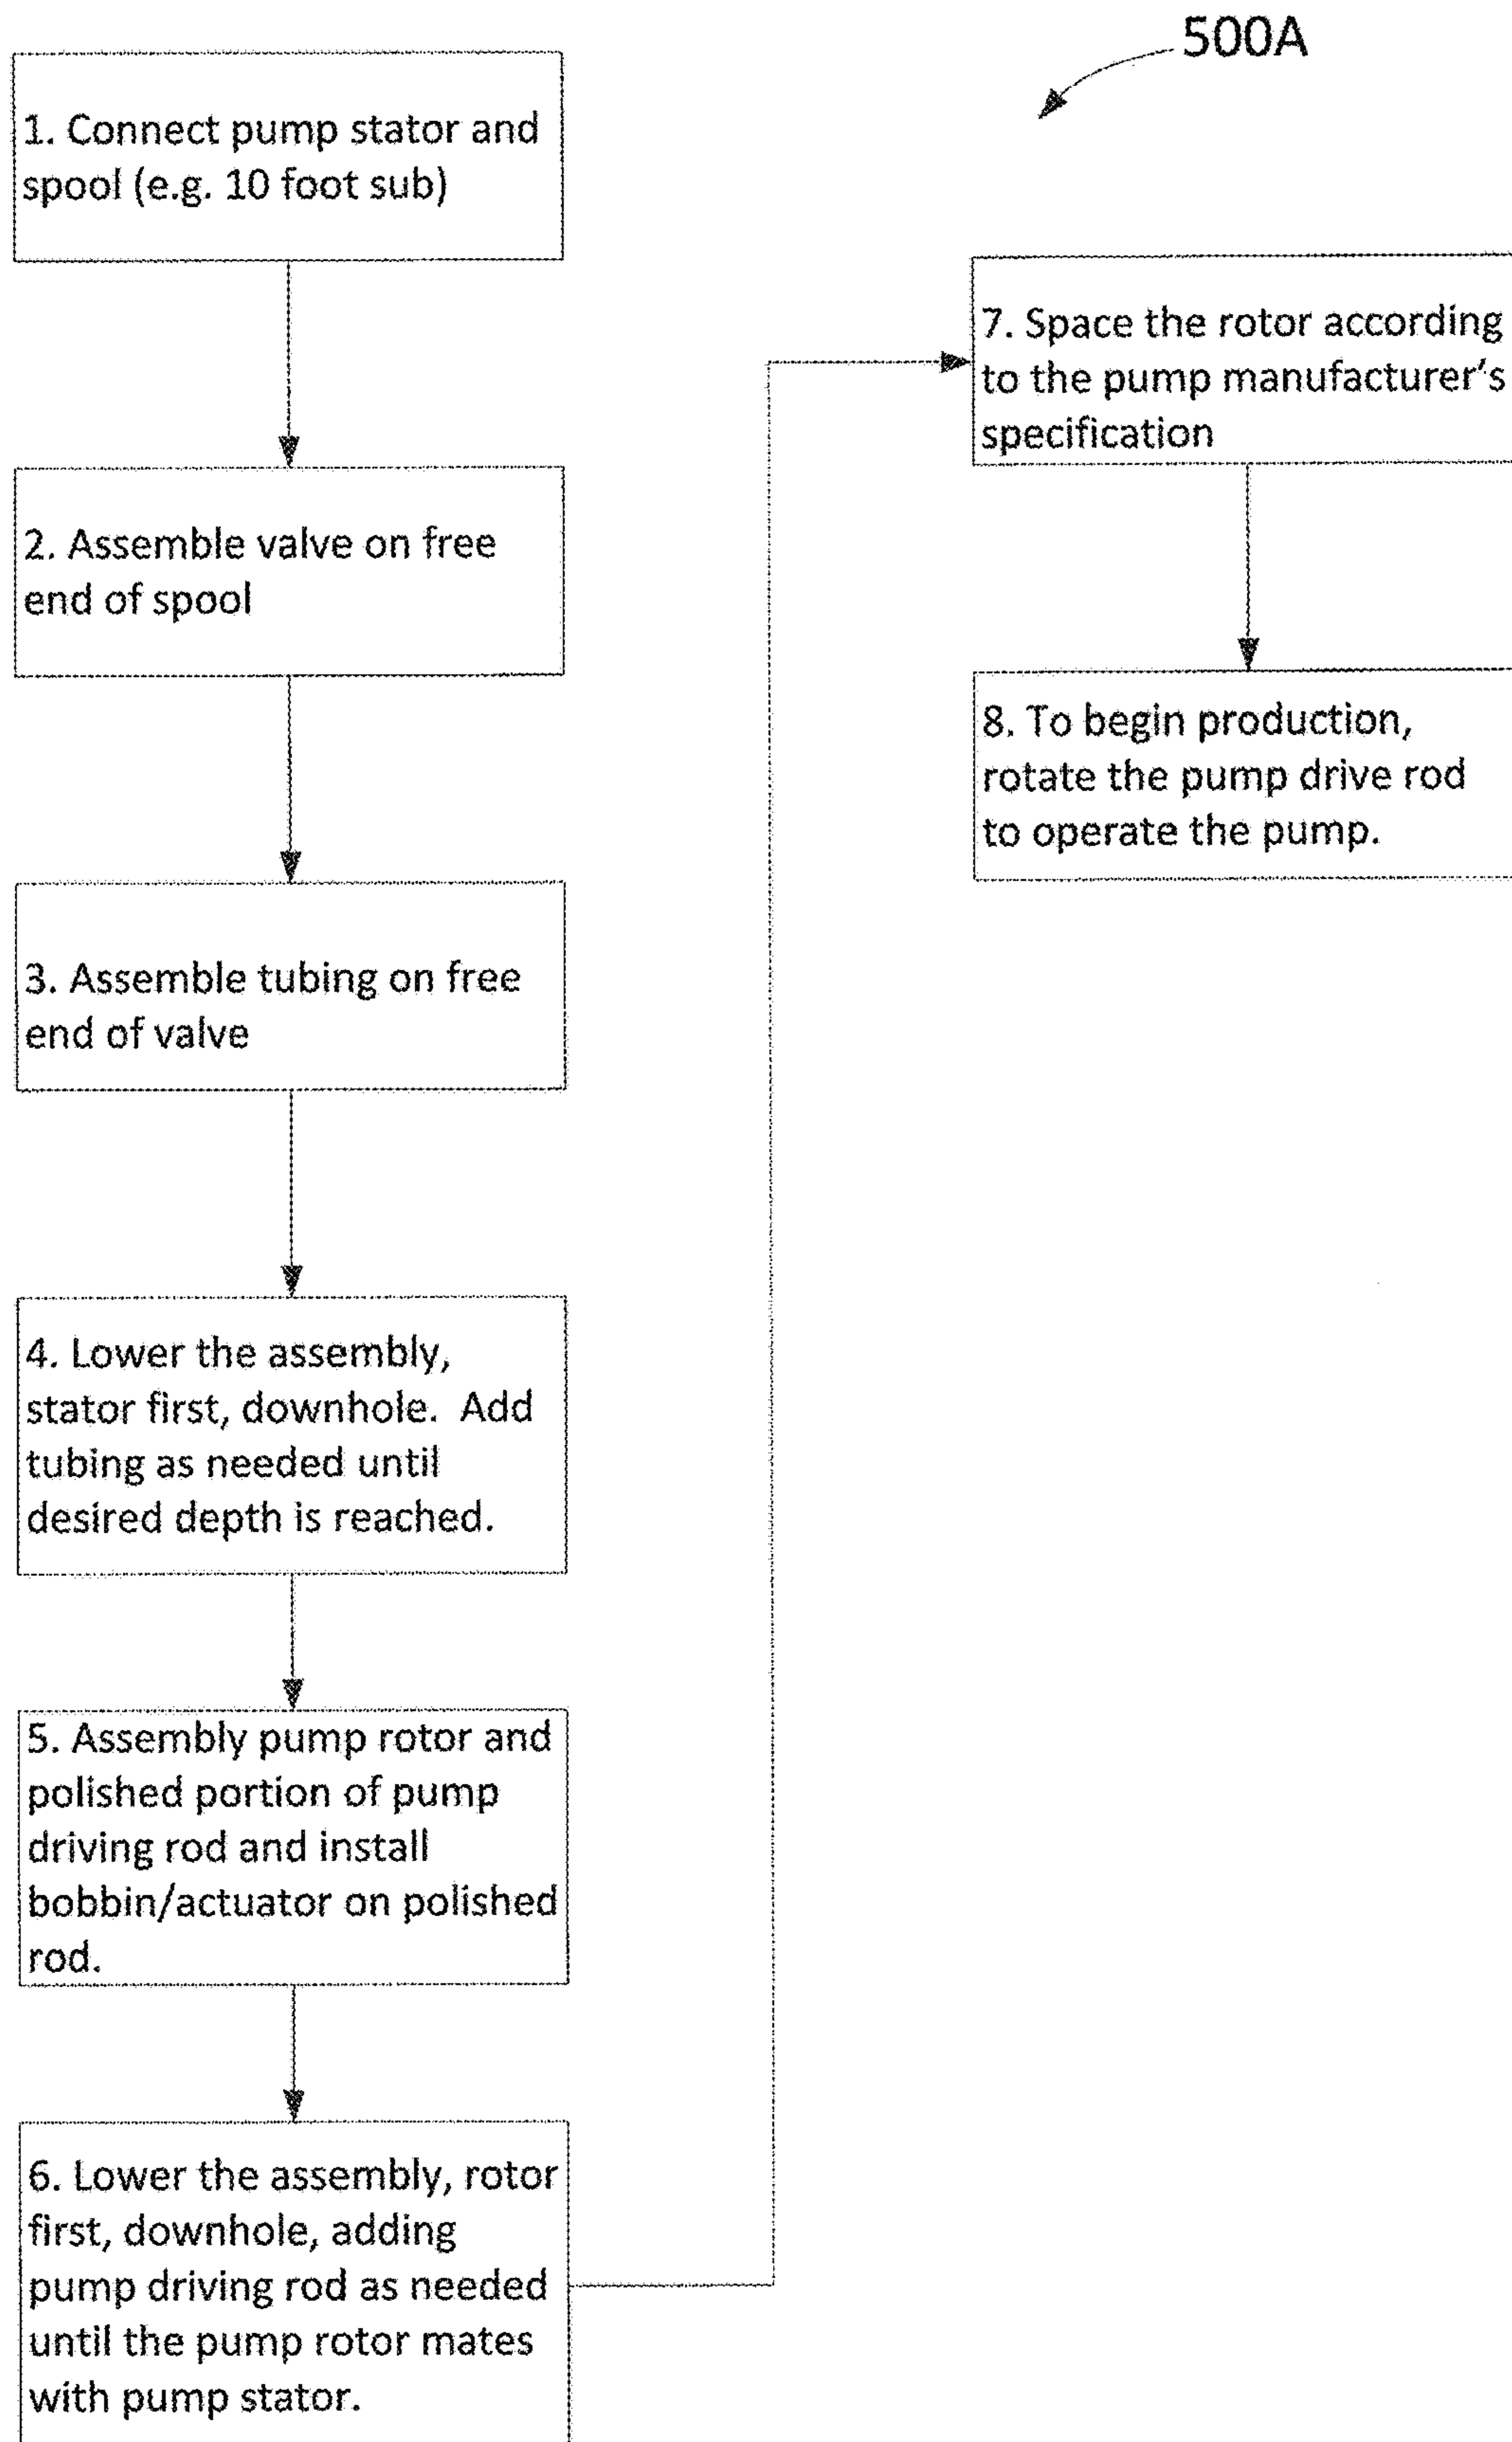 500A
1. Connect pump stator and
spool (e.g. 10 foot sub)
2. Assemble valve on free
end of spool
3. Assemble tubing on free
end of valve
4. Lower the assembly,
stator first, downhole.  Add
tubing as needed until
desired depth is reached.
5. Assembly pump rotor and
polished portion of pump
driving rod and install
bobbin/actuator on polished
rod.
6. Lower the assembly, rotor
first, downhole, adding
pump driving rod as needed
until the pump rotor mates
with pump stator.
7. Space the rotor according
to the pump manufacturer's
specification
8. To begin production,
rotate the pump drive rod
to operate the pump.